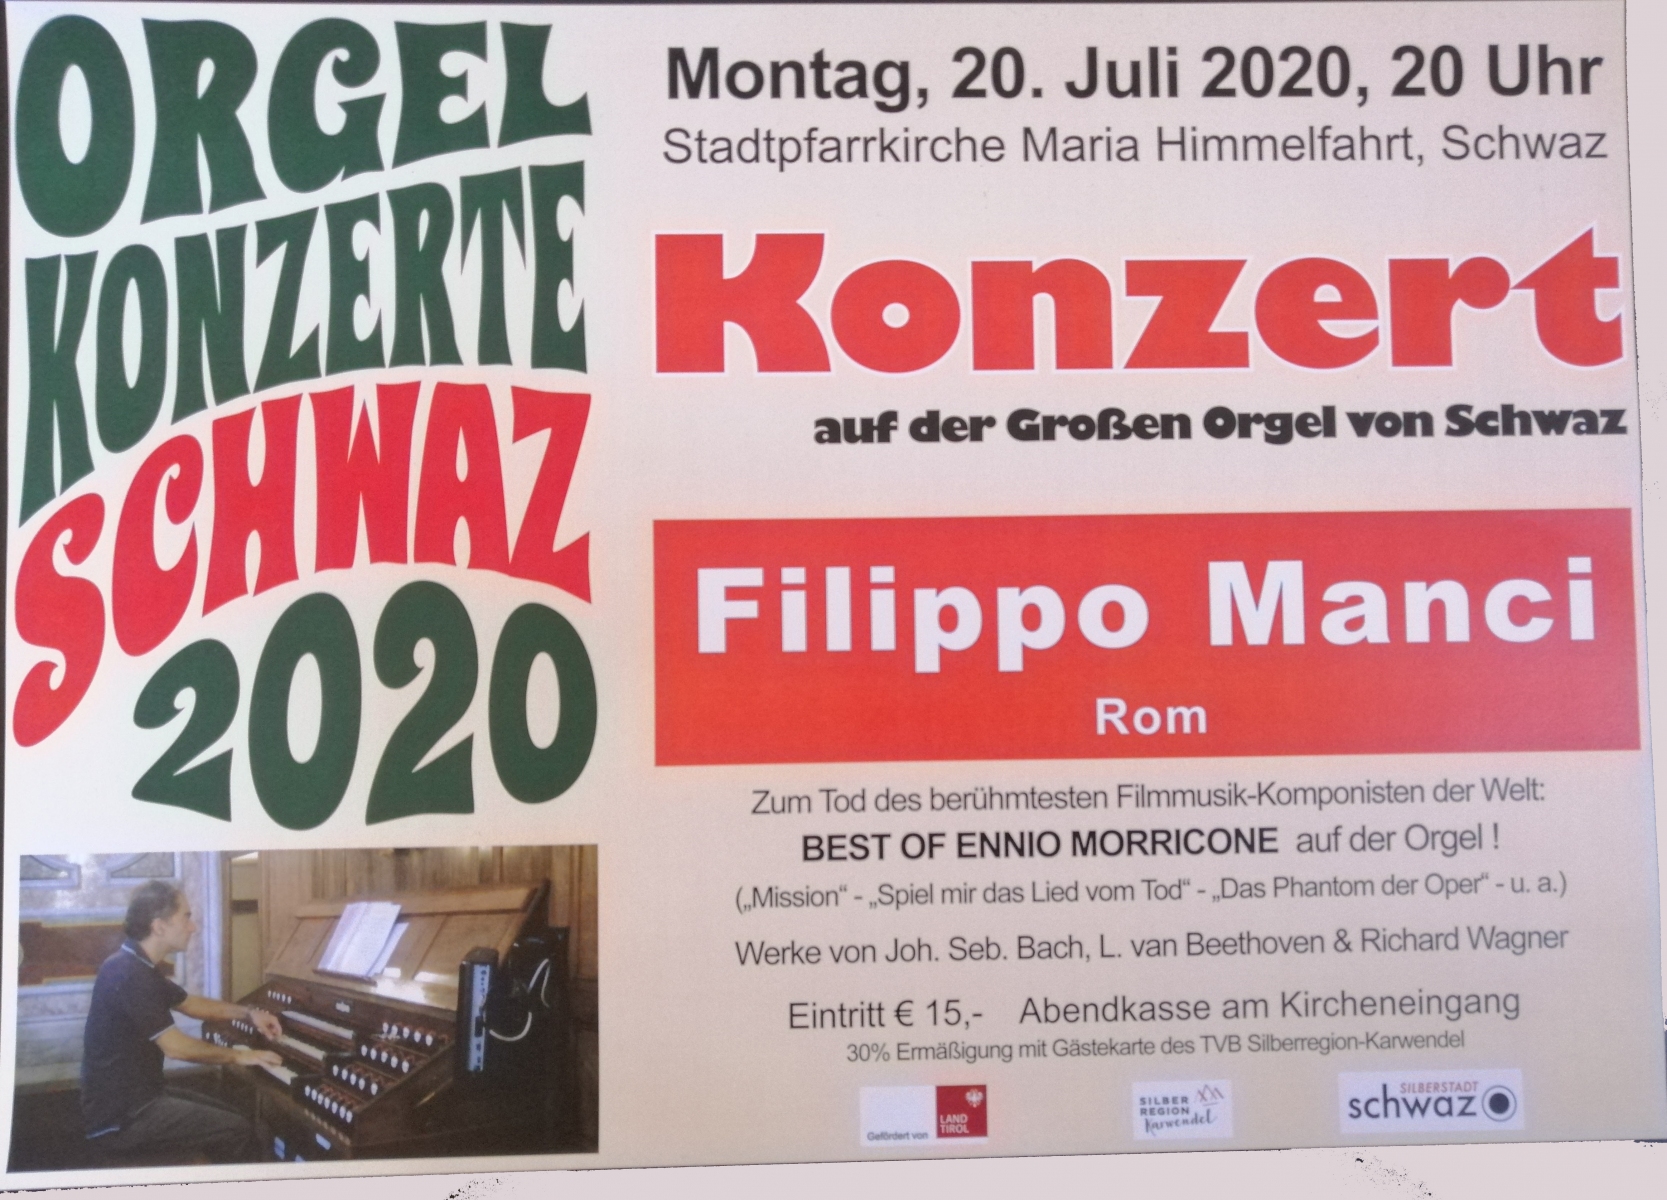 ORGEL
KONZERTE
SCHWAZ
2020
Montag, 20. Juli 2020, 20 Uhr
Stadtpfarrkirche Maria Himmelfahrt, Schwaz
Konzert
auf der Großen Orgel von Schwaz
Filippo Manci
Rom
Zum Tod des berühmtesten Filmmusik-Komponisten der Welt:
BEST OF ENNIO MORRICONE auf der Orgel !
(„Mission“ - „Spiel mir das Lied vom Tod“ - „Das Phantom der Oper“ - u. a.)
Werke von Joh. Seb. Bach, L. van Beethoven & Richard Wagner
Eintritt € 15,- Abendkasse am Kircheneingang
30% Ermäßigung mit Gästekarte des TVB Silberregion-Karwendel
Gefördert von
LAND
TIROL
SILBER
REGION
Karwendel
SILBERSTADT
schwaz